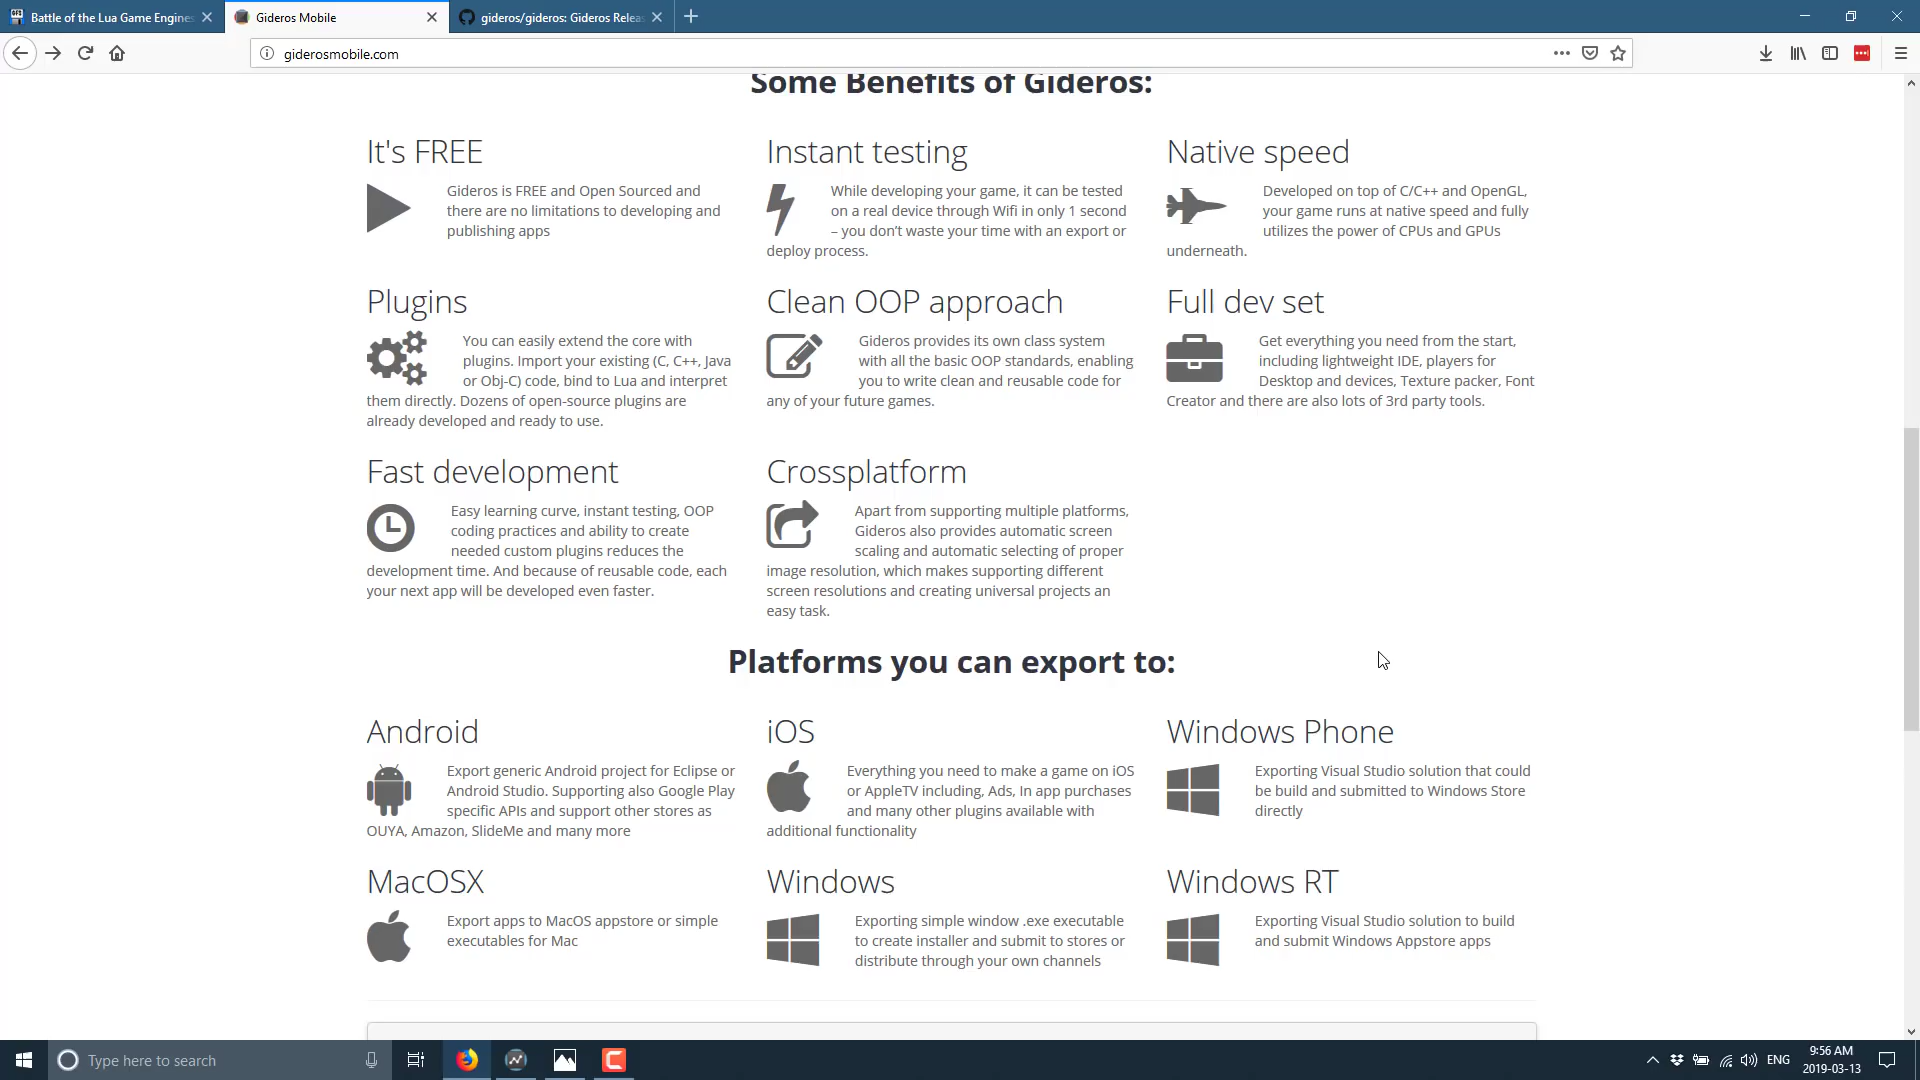 Battle of the Lua Game Engines
Gideros Mobile
gideros/gideros: Gideros Relea
giderosmobile.com
Some Benefits of Gideros:
It's FREE
Gideros is FREE and Open Sourced and
there are no limitations to developing and
publishing apps
Instant testing
While developing your game, it can be tested
on a real device through Wifi in only 1 second
– you don't waste your time with an export or
deploy process.
Native speed
Developed on top of C/C++ and OpenGL,
your game runs at native speed and fully
utilizes the power of CPUs and GPUs
underneath.
Plugins
You can easily extend the core with
plugins. Import your existing (C, C++, Java
or Obj-C) code, bind to Lua and interpret
them directly. Dozens of open-source plugins are
already developed and ready to use.
Clean OOP approach
Gideros provides its own class system
with all the basic OOP standards, enabling
you to write clean and reusable code for
any of your future games.
Full dev set
Get everything you need from the start,
including lightweight IDE, players for
Desktop and devices, Texture packer, Font
Creator and there are also lots of 3rd party tools.
Fast development
Easy learning curve, instant testing, OOP
coding practices and ability to create
needed custom plugins reduces the
development time. And because of reusable code, each
your next app will be developed even faster.
Crossplatform
Apart from supporting multiple platforms,
Gideros also provides automatic screen
scaling and automatic selecting of proper
image resolution, which makes supporting different
screen resolutions and creating universal projects an
easy task.
Platforms you can export to:
Android
Export generic Android project for Eclipse or
Android Studio. Supporting also Google Play
specific APIs and support other stores as
OUYA, Amazon, SlideMe and many more
iOS
Everything you need to make a game on iOS
or AppleTV including, Ads, In app purchases
and many other plugins available with
additional functionality
Windows Phone
Exporting Visual Studio solution that could
be build and submitted to Windows Store
directly
MacOSX
Export apps to MacOS appstore or simple
executables for Mac
Windows
Exporting simple window .exe executable
to create installer and submit to stores or
distribute through your own channels
Windows RT
Exporting Visual Studio solution to build
and submit Windows Appstore apps
Type here to search
ENG
9:56 AM
2019-03-13